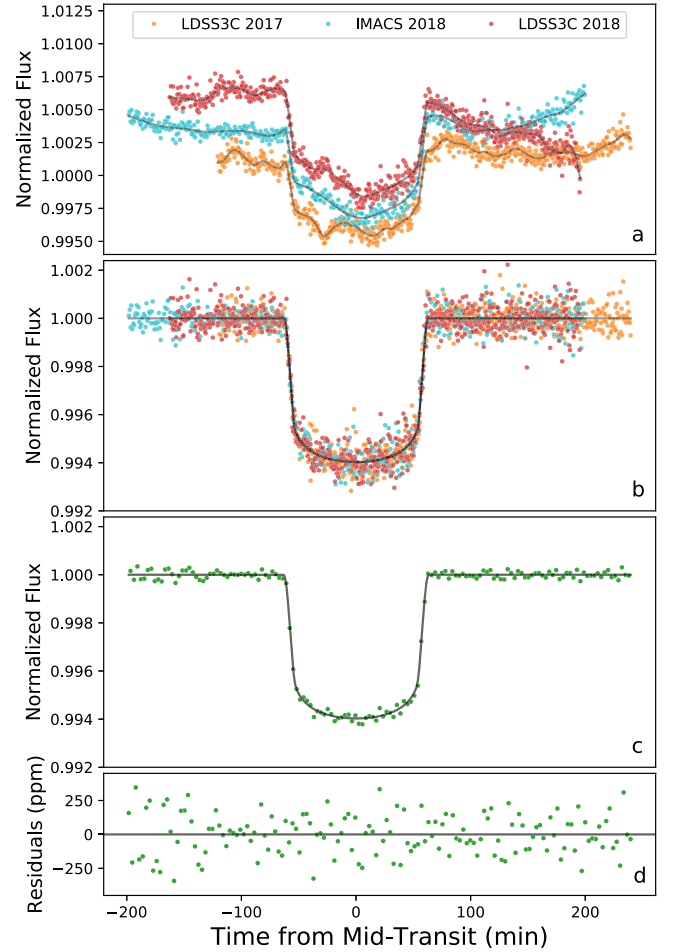 LDSS3C 2017 IMACS 2018 LDSS3C 2018
Normalized Flux
1.0125
1.0100
1.0075
1.0050
1.0025
1.0000
0.9975
0.9950
a
Normalized Flux
1.002
1.000
0.998
0.996
0.994
0.992
b
Normalized Flux
1.002
1.000
0.998
0.996
0.994
0.992
c
Residuals (ppm)
250
0
−250
d
−200 −100 0 100 200
Time from Mid-Transit (min)